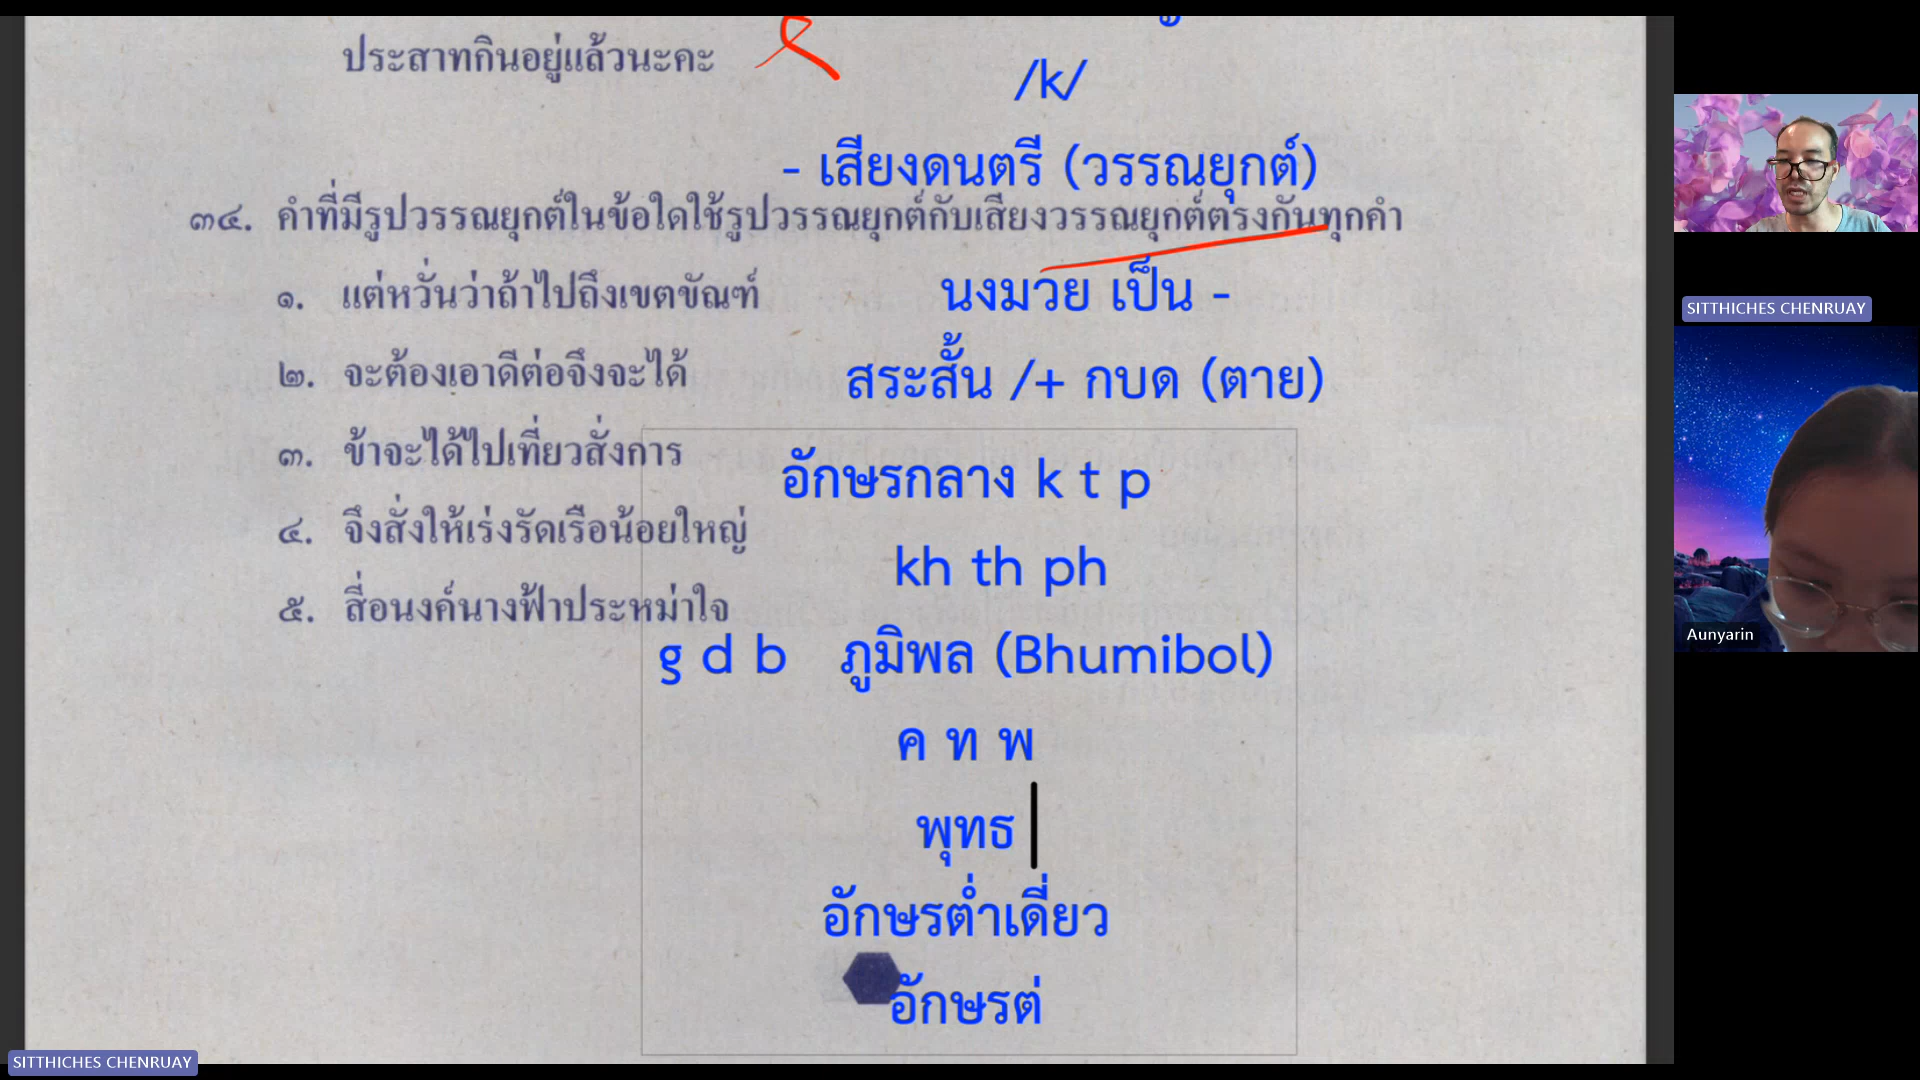 ประสาทกินอยู่แล้วนะคะ
/k/
- เสียงดนตรี (วรรณยุกต์)
๓๔. คำที่มีรูปวรรณยุกต์ในข้อใดใช้รูปวรรณยุกต์กับเสียงวรรณยุกต์ตรงกันทุกคำ
๑. แต่หวั่นว่าถ้าไปถึงเขตขัณฑ์
นงมวย เป็น -
๒. จะต้องเอาดีต่อจึงจะได้
สระสั้น /+ กบด (ตาย)
๓. ข้าจะได้ไปเที่ยวสั่งการ
อักษรกลาง k t p
๔. จึงสั่งให้เร่งรัดเรือน้อยใหญ่
kh th ph
๕. สี่อนงค์นางฟ้าประหม่าใจ
g d b ภูมิพล (Bhumibol)
ค ท พ
พุทธ
อักษรต่ำเดี่ยว
อักษรต่
SITTHICHES CHENRUAY
Aunyarin
SITTHICHES CHENRUAY